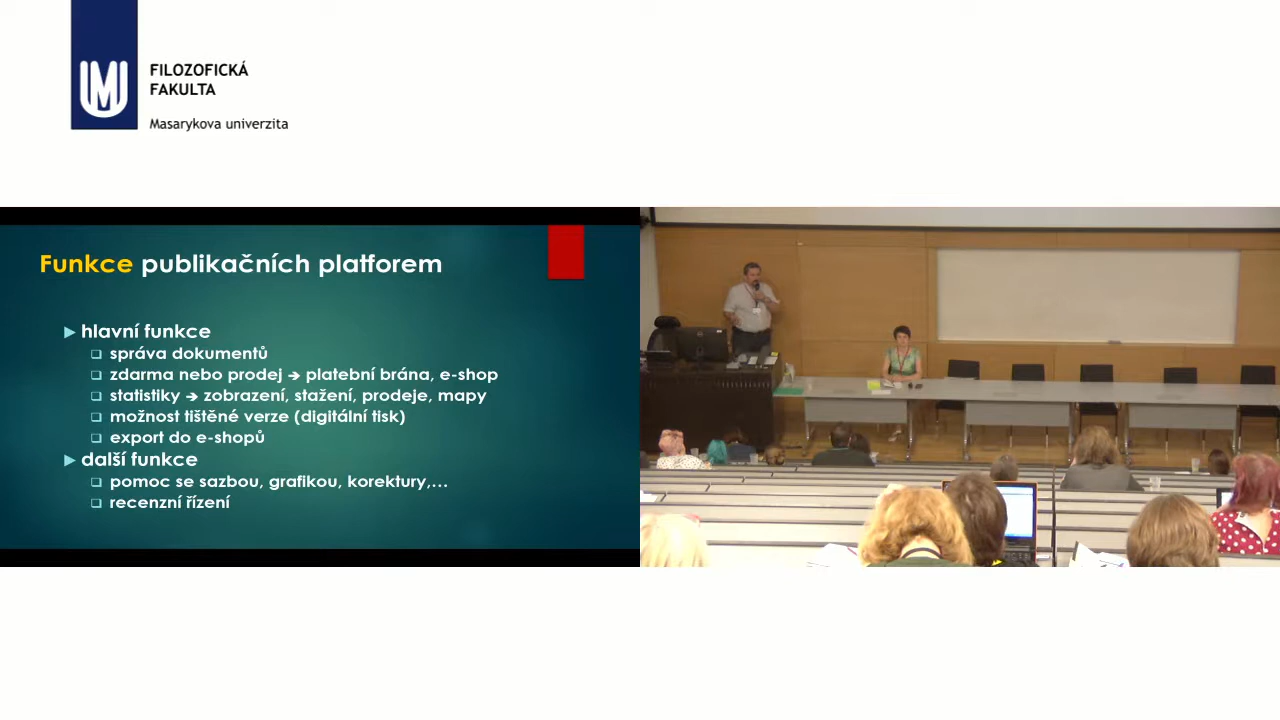 FILOZOFICKÁ
FAKULTA
Masarykova univerzita
Funkce publikačních platforem
hlavní funkce
správa dokumentů
zdarma nebo prodej → platební brána, e-shop
statistiky → zobrazení, stažení, prodeje, mapy
možnost tištěné verze (digitální tisk)
export do e-shopů
další funkce
pomoc se sazbou, grafikou, korektury,...
recenzní řízení